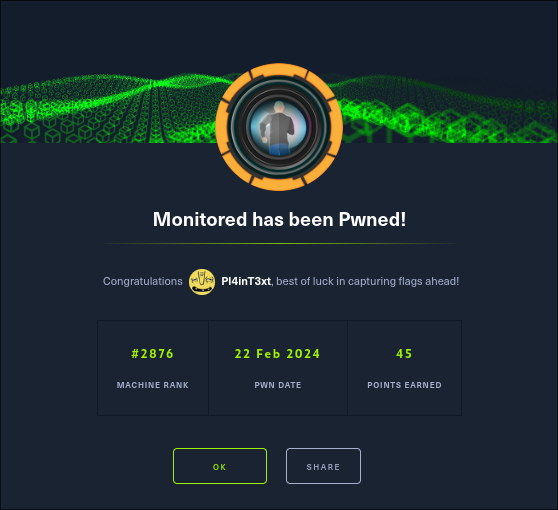 Monitored has been Pwned!
Congratulations Pl4inT3xt, best of luck in capturing flags ahead!
#2876 22 Feb 2024 45
MACHINE RANK PWN DATE POINTS EARNED
OK SHARE